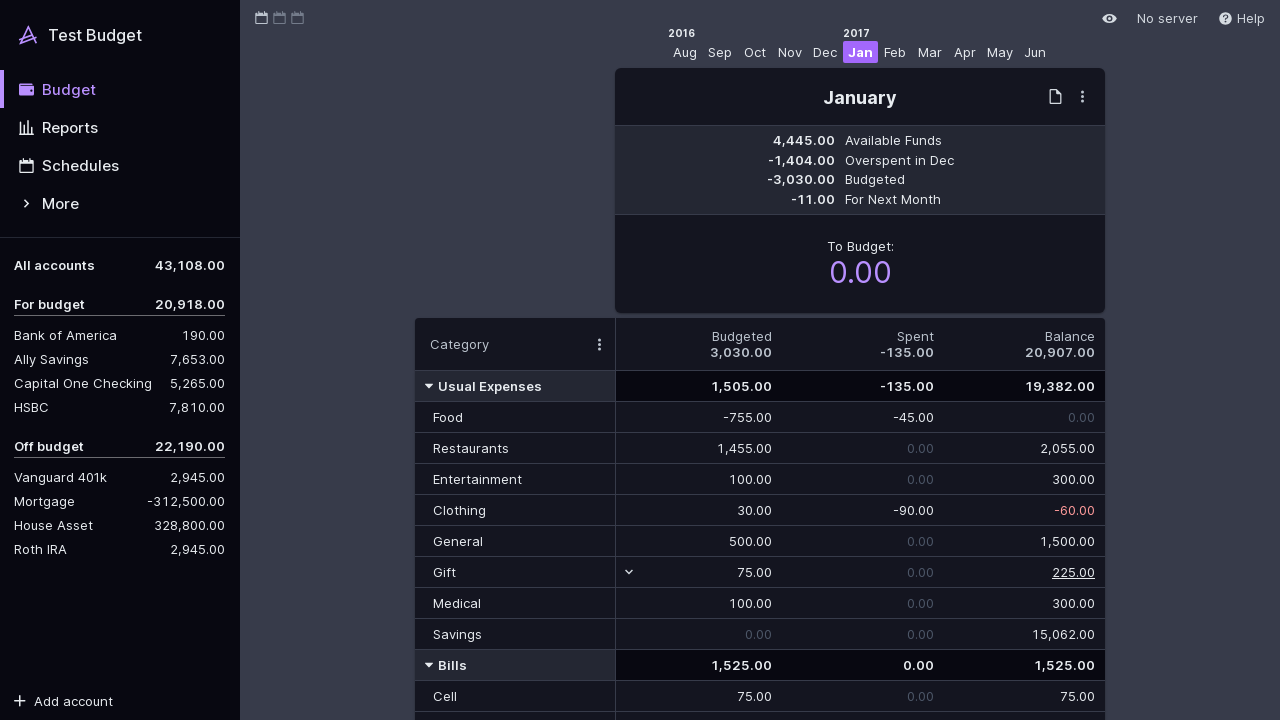 Test Budget
Budget
Reports
Schedules
More
All accounts 43,108.00
For budget 20,918.00
Bank of America 190.00
Ally Savings 7,653.00
Capital One Checking 5,265.00
HSBC 7,810.00
Off budget 22,190.00
Vanguard 401k 2,945.00
Mortgage -312,500.00
House Asset 328,800.00
Roth IRA 2,945.00
Add account
No server Help
2016 2017
Aug Sep Oct Nov Dec Jan Feb Mar Apr May Jun
January
4,445.00 Available Funds
-1,404.00 Overspent in Dec
-3,030.00 Budgeted
-11.00 For Next Month
To Budget:
0.00
Category Budgeted Spent Balance
3,030.00 -135.00 20,907.00
Usual Expenses 1,505.00 -135.00 19,382.00
Food -755.00 -45.00 0.00
Restaurants 1,455.00 0.00 2,055.00
Entertainment 100.00 0.00 300.00
Clothing 30.00 -90.00 -60.00
General 500.00 0.00 1,500.00
Gift 75.00 0.00 225.00
Medical 100.00 0.00 300.00
Savings 0.00 0.00 15,062.00
Bills 1,525.00 0.00 1,525.00
Cell 75.00 0.00 75.00